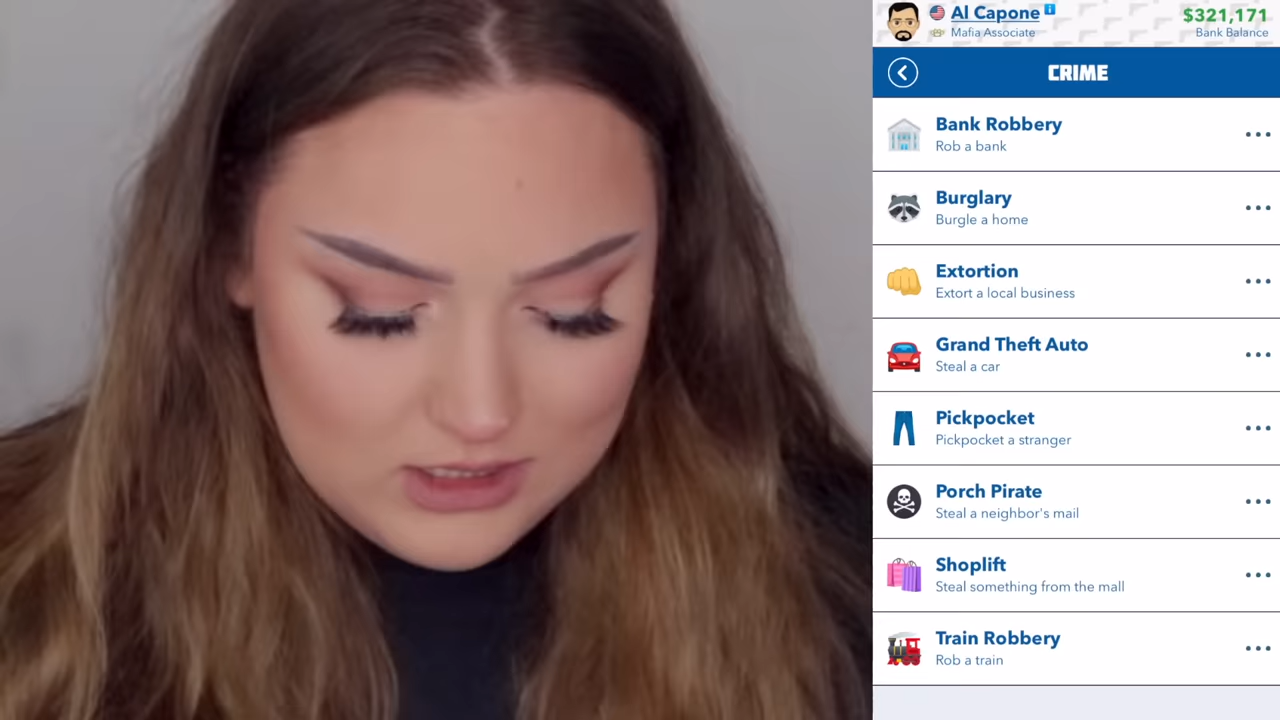 Al Capone
Mafia Associate
$321,171
Bank Balance
CRIME
Bank Robbery
Rob a bank
Burglary
Burgle a home
Extortion
Extort a local business
Grand Theft Auto
Steal a car
Pickpocket
Pickpocket a stranger
Porch Pirate
Steal a neighbor's mail
Shoplift
Steal something from the mall
Train Robbery
Rob a train